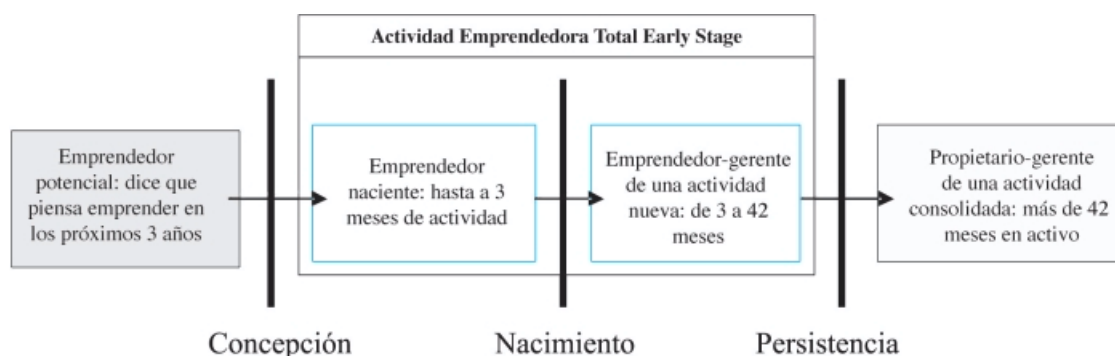 Actividad Emprendedora Total Early Stage
Emprendedor
potencial: dice que
piensa emprender en
los próximos 3 años
Emprendedor
naciente: hasta a 3
meses de actividad
Emprendedor-gerente
de una actividad
nueva: de 3 a 42
meses
Propietario-gerente
de una actividad
consolidada: más de 42
meses en activo
Concepción
Nacimiento
Persistencia